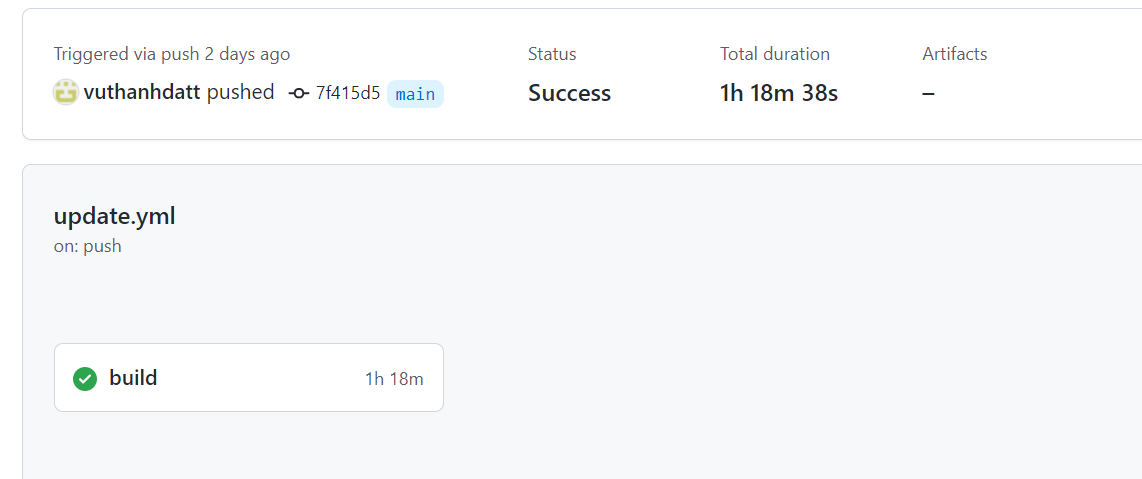 Triggered via push 2 days ago
vuthanhdatt pushed 7f415d5 main
Status
Success
Total duration
1h 18m 38s
Artifacts
–
update.yml
on: push
build 1h 18m